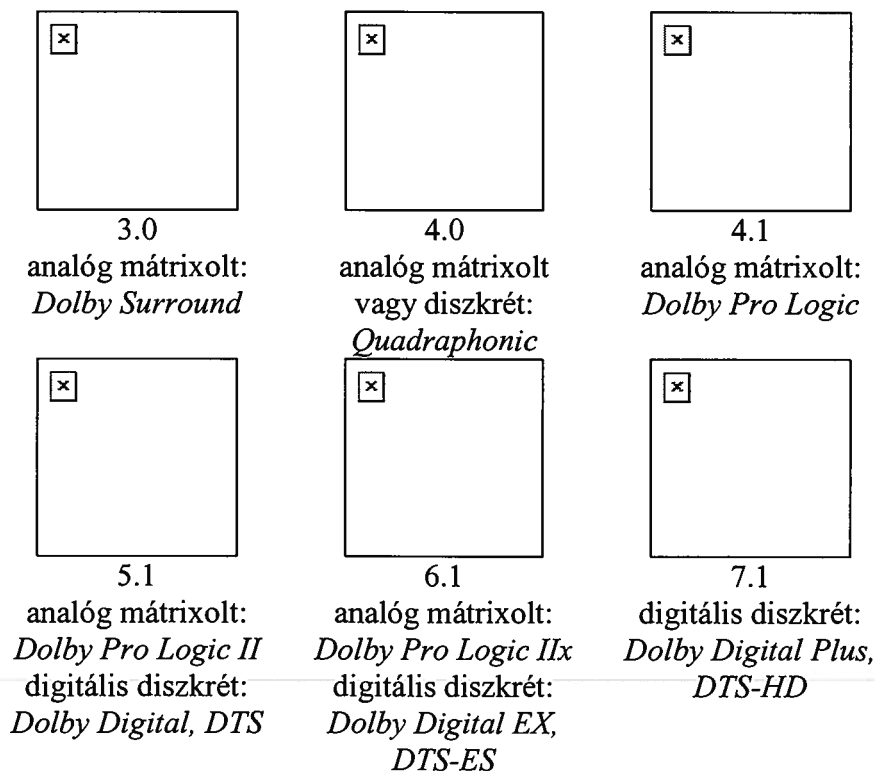 3.0
analóg mátrixolt:
Dolby Surround
4.0
analóg mátrixolt
vagy diszkrét:
Quadraphonic
4.1
analóg mátrixolt:
Dolby Pro Logic
5.1
analóg mátrixolt:
Dolby Pro Logic II
digitális diszkrét:
Dolby Digital, DTS
6.1
analóg mátrixolt:
Dolby Pro Logic IIx
digitális diszkrét:
Dolby Digital EX,
DTS-ES
7.1
digitális diszkrét:
Dolby Digital Plus,
DTS-HD